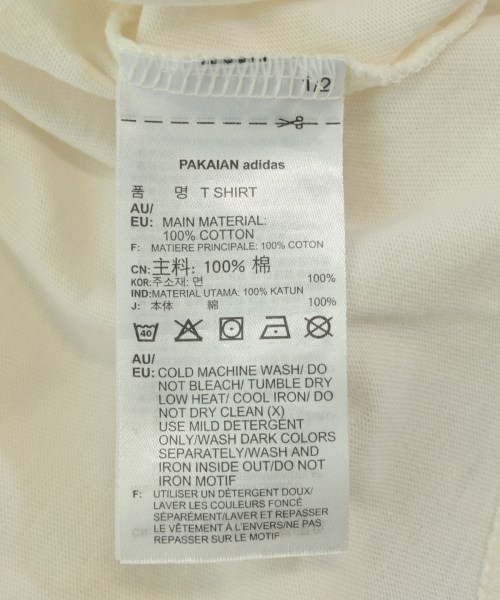 1/2
PAKAIAN adidas
품 명 T SHIRT
AU/
EU: MAIN MATERIAL:
100% COTTON
F: MATIERE PRINCIPALE: 100% COTON
CN: 主料: 100% 棉
KOR: 주소재: 면 100%
IND: MATERIAL UTAMA: 100% KATUN
J: 本体 綿 100%
40
AU/
EU: COLD MACHINE WASH/ DO
NOT BLEACH/ TUMBLE DRY
LOW HEAT/ COOL IRON/ DO
NOT DRY CLEAN (X)
USE MILD DETERGENT
ONLY/WASH DARK COLORS
SEPARATELY/WASH AND
IRON INSIDE OUT/DO NOT
IRON MOTIF
F: UTILISER UN DÉTERGENT DOUX/
LAVER LES COULEURS FONCÉ
SÉPARÉMENT/LAVER ET REPASSER
LE VÊTEMENT À L'ENVERS/NE PAS
REPASSER SUR LE MOTIF